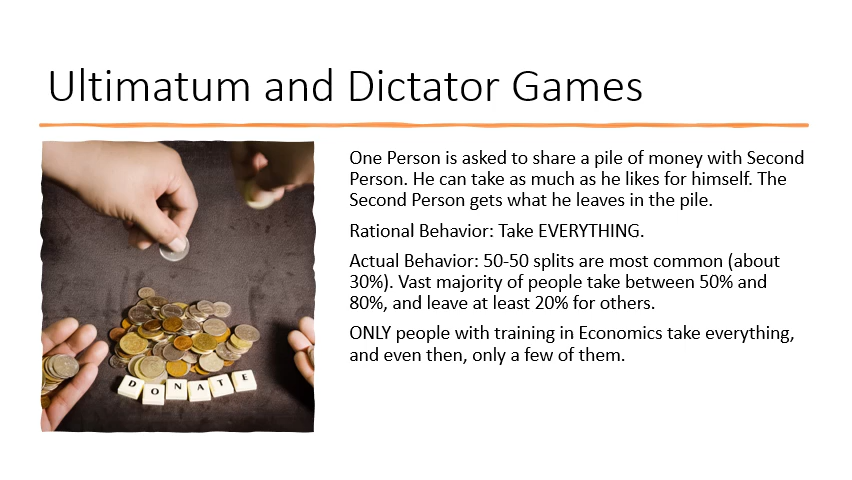 Ultimatum and Dictator Games
One Person is asked to share a pile of money with Second
Person. He can take as much as he likes for himself. The
Second Person gets what he leaves in the pile.
Rational Behavior: Take EVERYTHING.
Actual Behavior: 50-50 splits are most common (about
30%). Vast majority of people take between 50% and
80%, and leave at least 20% for others.
ONLY people with training in Economics take everything,
and even then, only a few of them.
DONATE